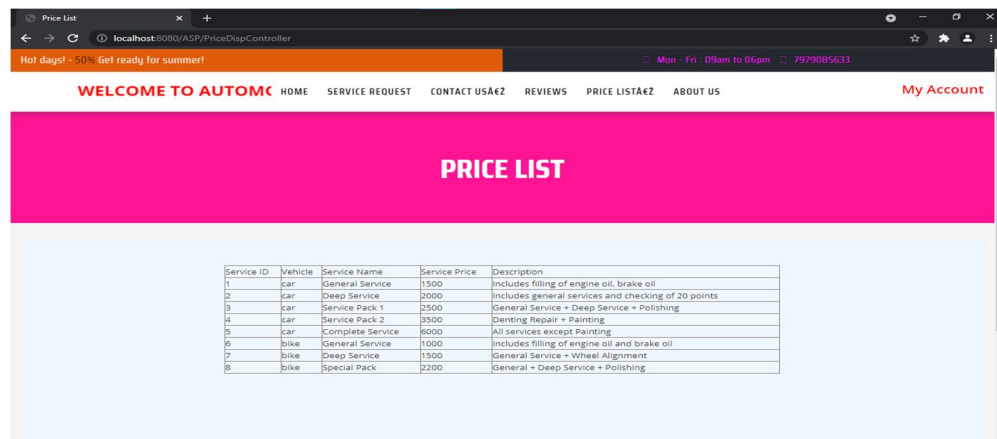 Price List
localhost:8080/ASP/PriceDispController
Hot days! - 50% Get ready for summer!
Mon - Fri : 09am to 06pm 7979085633
WELCOME TO AUTOMC HOME SERVICE REQUEST CONTACT USÂ€Ž REVIEWS PRICE LISTÂ€Ž ABOUT US My Account
PRICE LIST
Service ID Vehicle Service Name Service Price Description
1 car General Service 1500 Includes filling of engine oil, brake oil
2 car Deep Service 2000 Includes general services and checking of 20 points
3 car Service Pack 1 2500 General Service + Deep Service + Polishing
4 car Service Pack 2 3500 Denting Repair + Painting
5 car Complete Service 6000 All services except Painting
6 bike General Service 1000 Includes filling of engine oil and brake oil
7 bike Deep Service 1500 General Service + Wheel Alignment
8 bike Special Pack 2200 General + Deep Service + Polishing